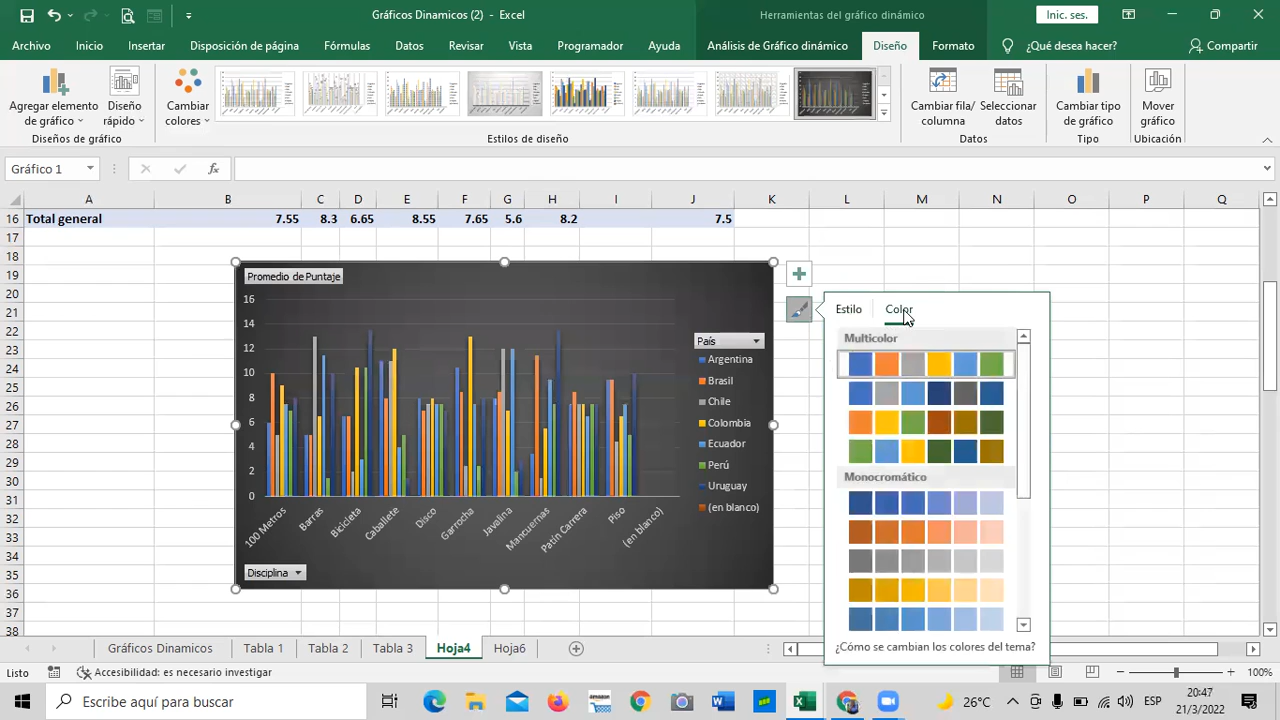 Gráficos Dinamicos (2) - Excel
Herramientas del gráfico dinámico
Inic. ses.
Archivo Inicio Insertar ición de página Fórmulas Datos Revisar Vista Programador Ayuda Análisis de Gráfico dinámico Diseño Formato ¿Qué desea hacer? Compartir
Agregar elemento de gráfico
Diseño rápido
Cambiar colores
Cambiar fila/ columna
Seleccionar datos
Cambiar tipo de gráfico
Mover gráfico
Diseños de gráfico Estilos de diseño Datos Tipo Ubicación
Gráfico 1 fx
A B C D E F G H I J K L M N O P Q
16 Total general 7.55 8.3 6.65 8.55 7.65 5.6 8.2 7.5
17
18
19
20
21
22
23
24
25
26
27
28
29
30
31
32
33
34
35
36
37
38
Promedio de Puntaje
16
14
12
10
8
6
4
2
0
100 Metros
Barras
Bicicleta
Caballete
Disco
Garrocha
Javalina
Mancuernas
Patín Carrera
Piso
(en blanco)
Disciplina
País
Argentina
Brasil
Chile
Colombia
Ecuador
Perú
Uruguay
(en blanco)
Estilo Color
Multicolor
Monocromático
¿Cómo se cambian los colores del tema?
Gráficos Dinamicos Tabla 1 Tabla 2 Tabla 3 Hoja4 Hoja6
Listo Accesibilidad: es necesario investigar 100%
Escribe aquí para buscar
amazon
26°C
ESP
20:47
21/3/2022